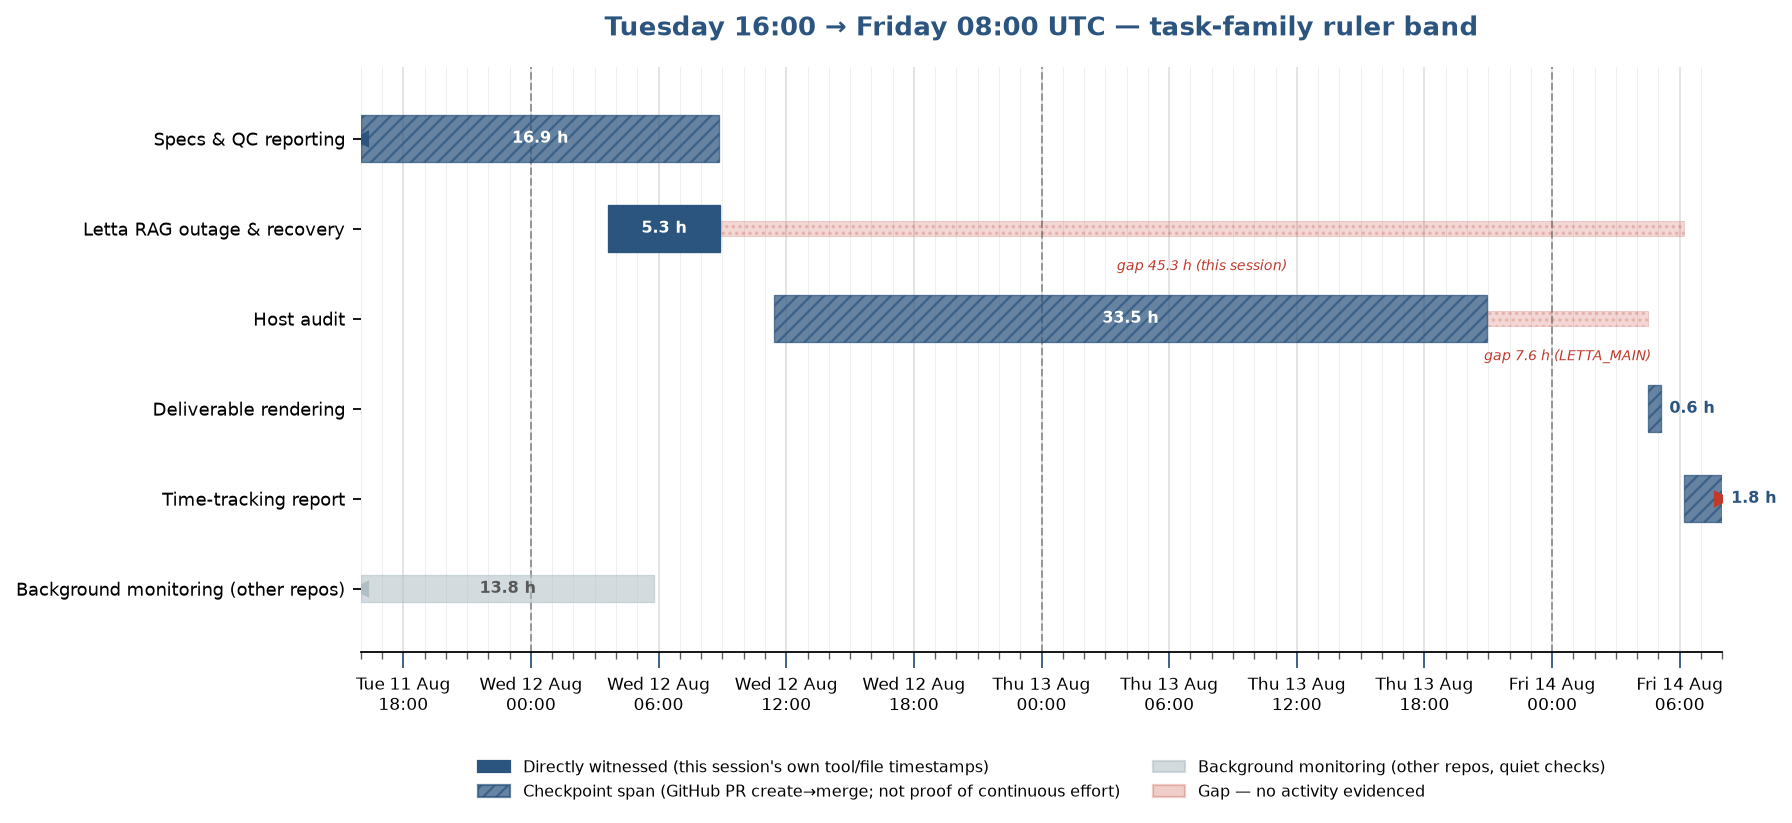 Tuesday 16:00 → Friday 08:00 UTC — task-family ruler band
Specs & QC reporting
16.9 h
Letta RAG outage & recovery
5.3 h
gap 45.3 h (this session)
Host audit
33.5 h
gap 7.6 h (LETTA_MAIN)
Deliverable rendering
0.6 h
Time-tracking report
1.8 h
Background monitoring (other repos)
13.8 h
Tue 11 Aug
18:00
Wed 12 Aug
00:00
Wed 12 Aug
06:00
Wed 12 Aug
12:00
Wed 12 Aug
18:00
Thu 13 Aug
00:00
Thu 13 Aug
06:00
Thu 13 Aug
12:00
Thu 13 Aug
18:00
Fri 14 Aug
00:00
Fri 14 Aug
06:00
Directly witnessed (this session's own tool/file timestamps)
Checkpoint span (GitHub PR create→merge; not proof of continuous effort)
Background monitoring (other repos, quiet checks)
Gap — no activity evidenced